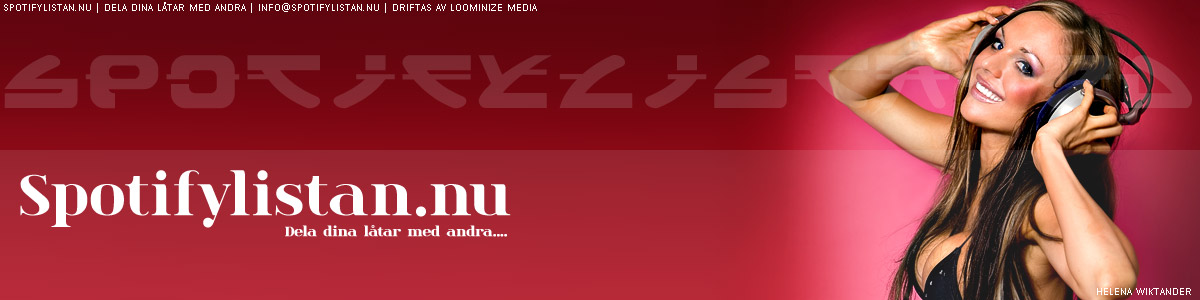 SPOTIFYLISTAN.NU | DELA DINA LÅTAR MED ANDRA | INFO@SPOTIFYLISTAN.NU | DRIFTAS AV LOOMINIZE MEDIA
SPOTIFYLISTAN
Spotifylistan.nu
Dela dina låtar med andra....
HELENA WIKTANDER